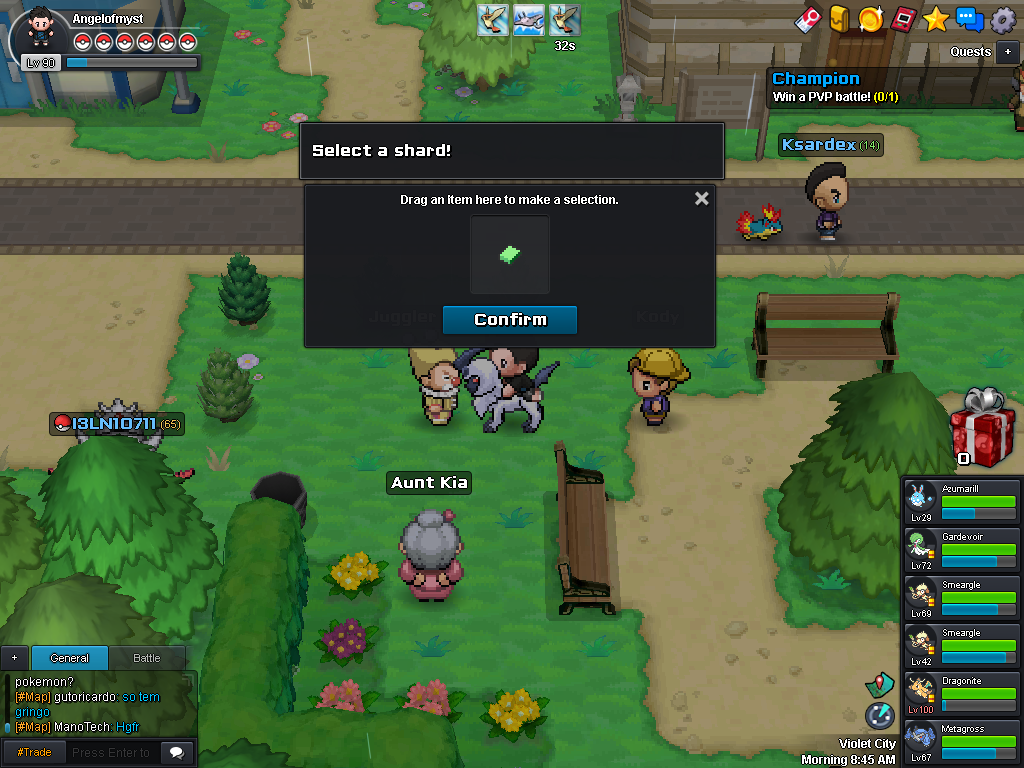 Angelofmyst
Lv 90
32s
Quests
+
Champion
Win a PVP battle! (0/1)
Select a shard!
Ksardex (14)
Drag an item here to make a selection.
Juggler
Kody
Confirm
I3LN10711 (65)
0
Aunt Kia
Azumarill
Lv29
Gardevoir
Lv72
Smeargle
Lv69
Smeargle
Lv42
Dragonite
Lv100
Metagross
Lv67
+
General
Battle
pokemon?
[#Map] gutoricardo: so tem
gringo
[#Map] ManoTech: Hgfr
#Trade
Press Enter to
Violet City
Morning 8:45 AM